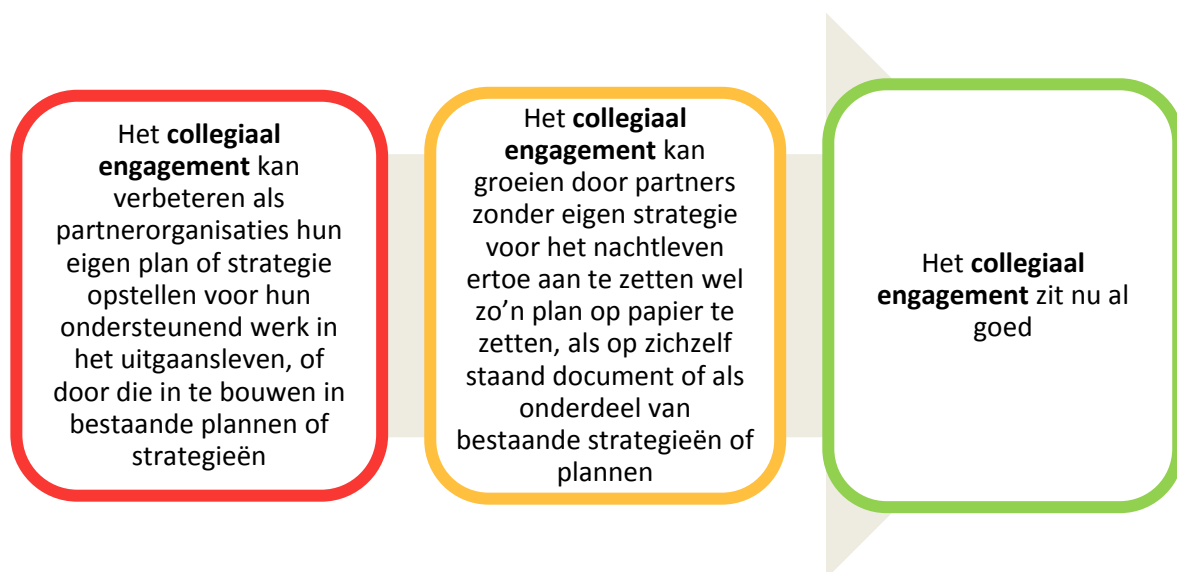 Het collegiaal
engagement kan
verbeteren als
partnerorganisaties hun
eigen plan of strategie
opstellen voor hun
ondersteunend werk in
het uitgaansleven, of
door die in te bouwen in
bestaande plannen of
strategieën
Het collegiaal
engagement kan
groeien door partners
zonder eigen strategie
voor het nachtleven
ertoe aan te zetten wel
zo’n plan op papier te
zetten, als op zichzelf
staand document of als
onderdeel van
bestaande strategieën of
plannen
Het collegiaal
engagement zit nu al
goed